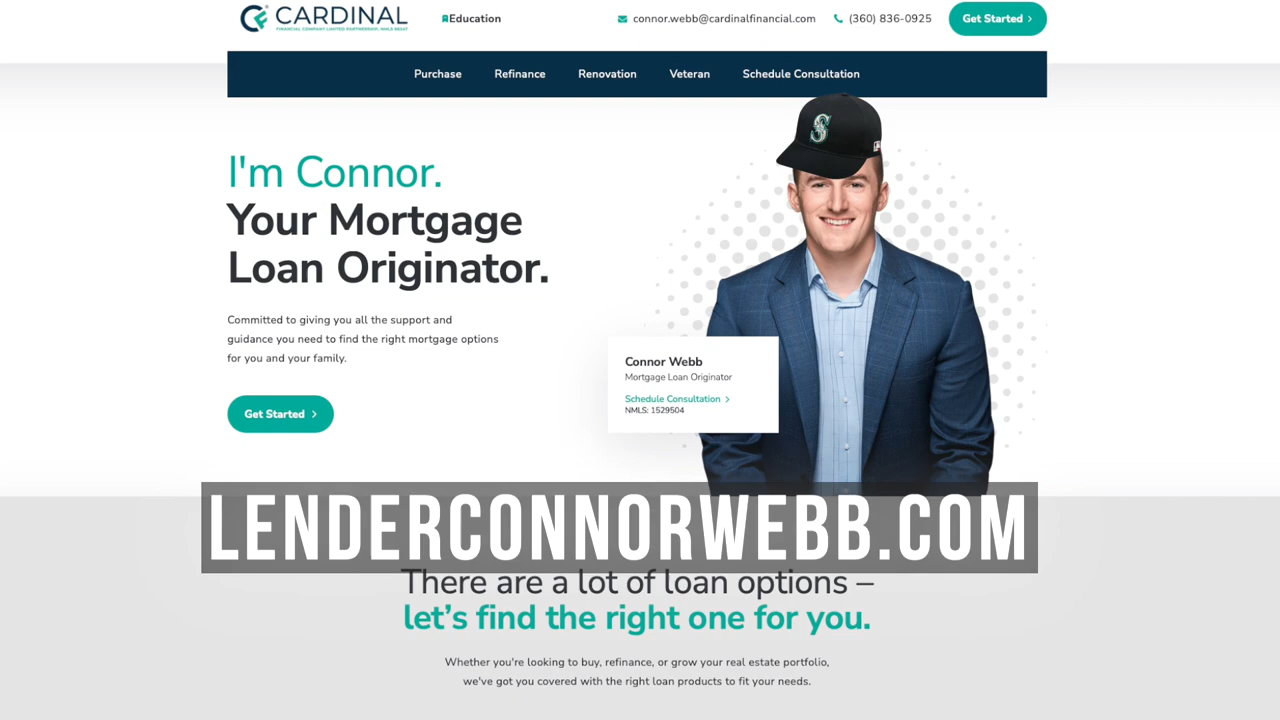 CARDINAL
FINANCIAL COMPANY, LIMITED PARTNERSHIP, NMLS 66247
Education
connor.webb@cardinalfinancial.com
(360) 836-0925
Get Started
Purchase
Refinance
Renovation
Veteran
Schedule Consultation
S
I'm Connor.
Your Mortgage
Loan Originator.
Committed to giving you all the support and
guidance you need to find the right mortgage options
for you and your family.
Get Started
Connor Webb
Mortgage Loan Originator
Schedule Consultation
NMLS: 1529504
LENDERCONNORWEBB.COM
There are a lot of loan options –
let’s find the right one for you.
Whether you're looking to buy, refinance, or grow your real estate portfolio,
we've got you covered with the right loan products to fit your needs.